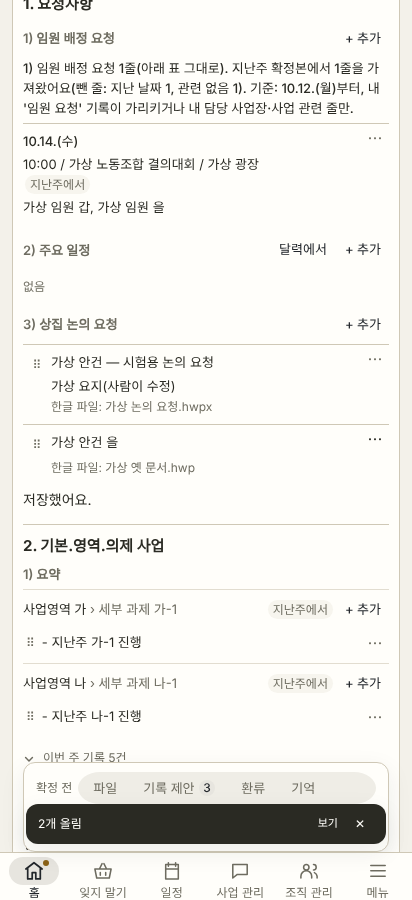 1. 요청사항
1) 임원 배정 요청
+ 추가
1) 임원 배정 요청 1줄(아래 표 그대로). 지난주 확정본에서 1줄을 가
져왔어요(뺀 줄: 지난 날짜 1, 관련 없음 1). 기준: 10.12.(월)부터, 내
'임원 요청' 기록이 가리키거나 내 담당 사업장·사업 관련 줄만.
10.14.(수)
10:00 / 가상 노동조합 결의대회 / 가상 광장
지난주에서
가상 임원 갑, 가상 임원 을
2) 주요 일정
달력에서
+ 추가
없음
3) 상집 논의 요청
+ 추가
가상 안건 — 시험용 논의 요청
가상 요지(사람이 수정)
한글 파일: 가상 논의 요청.hwpx
가상 안건 을
한글 파일: 가상 옛 문서.hwp
저장했어요.
2. 기본.영역.의제 사업
1) 요약
사업영역 가 › 세부 과제 가-1
지난주에서
+ 추가
- 지난주 가-1 진행
사업영역 나 › 세부 과제 나-1
지난주에서
+ 추가
- 지난주 나-1 진행
이번 주 기록 5건
확정 전
파일
기록 제안 3
환류
기억
2개 올림
보기
홈
잊지 말기
일정
사업 관리
조직 관리
메뉴